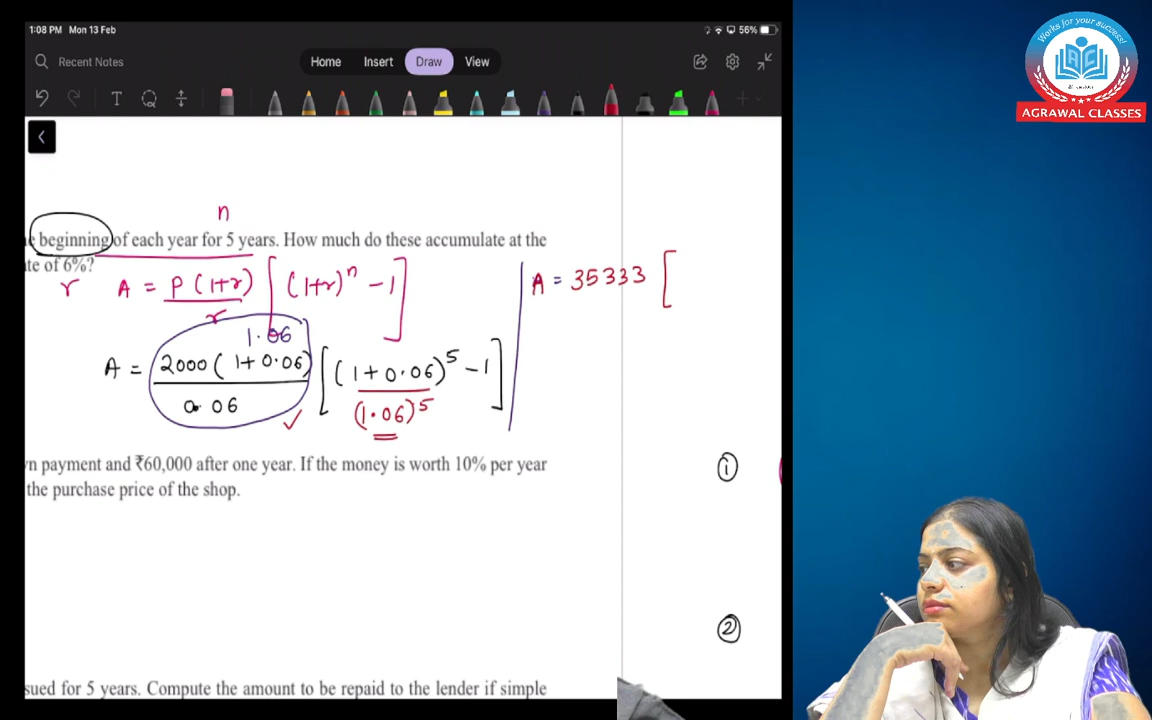 1:08 PM Mon 13 Feb
56%
Works for your success!
AC
AGRAWAL CLASSES
Recent Notes
Home Insert Draw View
n
beginning of each year for 5 years. How much do these accumulate at the
te of 6%?
r A = P(1+r)/r [(1+r)^n - 1]
A = 35333 [
1.06
A = 2000(1+0.06)/0.06 [(1+0.06)^5 - 1]
(1.06)^5
n payment and ₹60,000 after one year. If the money is worth 10% per year
the purchase price of the shop.
①
②
sued for 5 years. Compute the amount to be repaid to the lender if simple